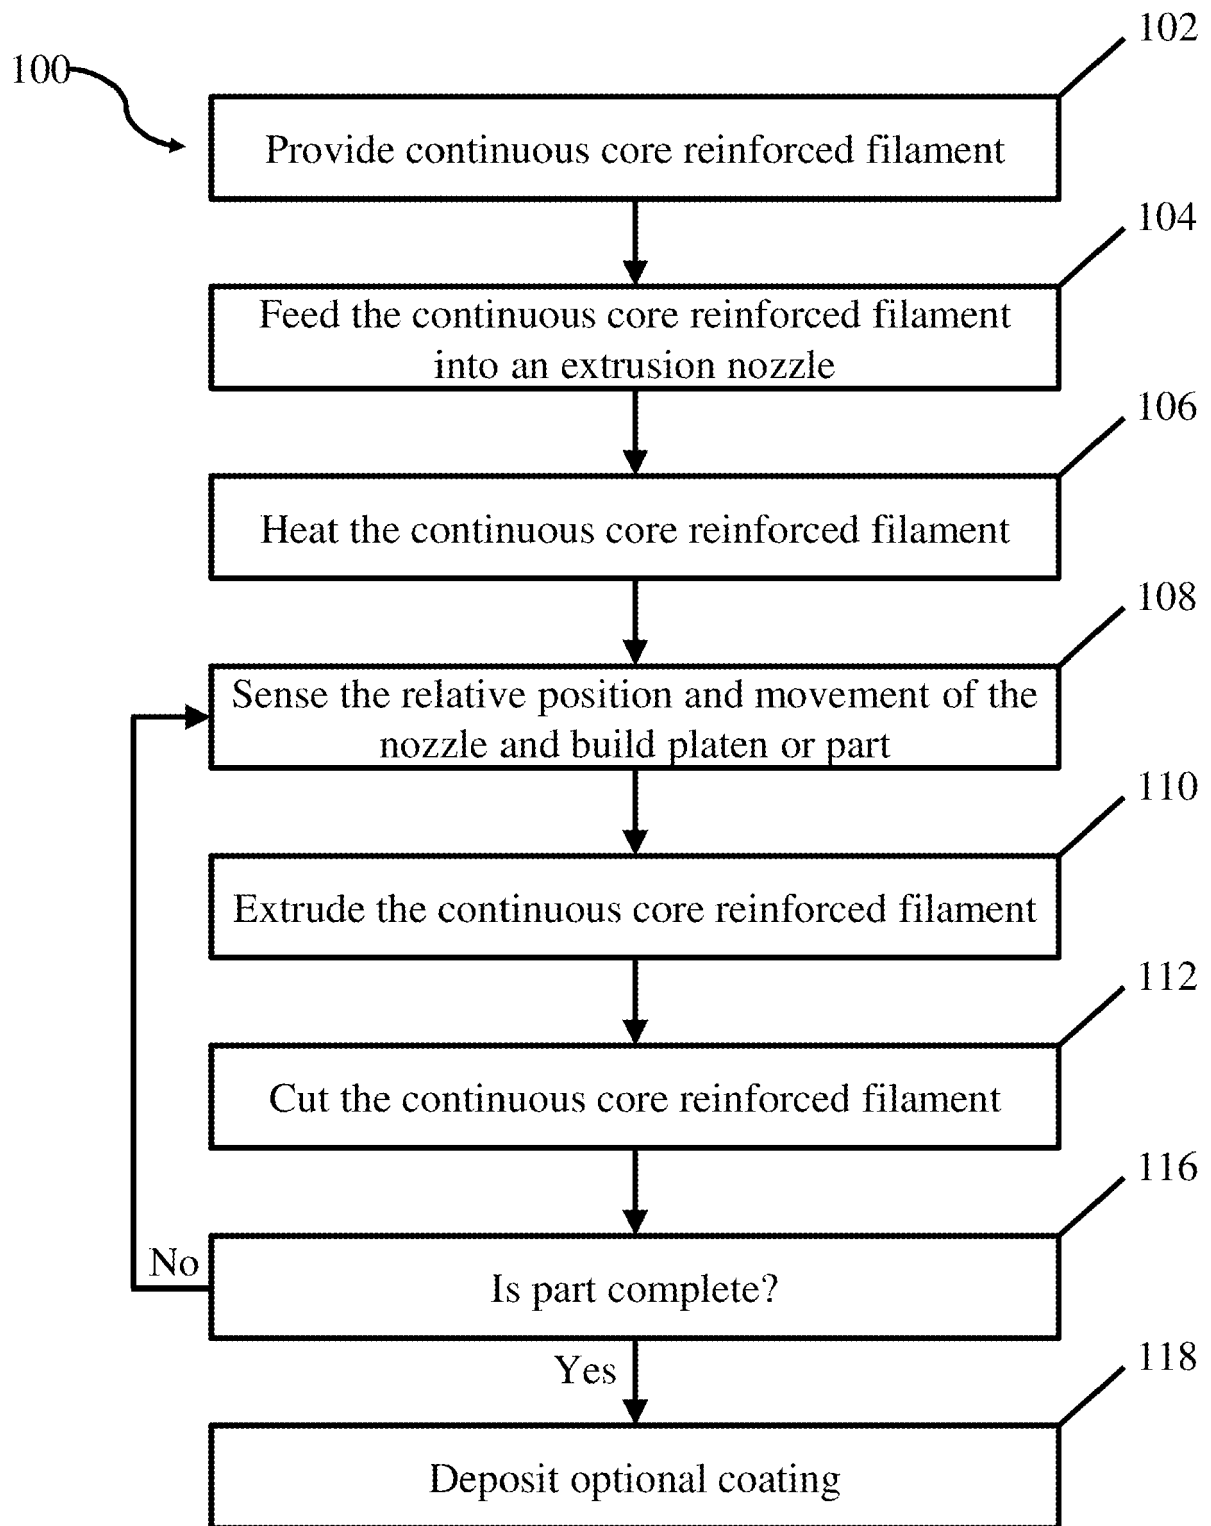 102
100
Provide continuous core reinforced filament
104
Feed the continuous core reinforced filament
into an extrusion nozzle
106
Heat the continuous core reinforced filament
108
Sense the relative position and movement of the
nozzle and build platen or part
110
Extrude the continuous core reinforced filament
112
Cut the continuous core reinforced filament
116
No
Is part complete?
Yes
118
Deposit optional coating